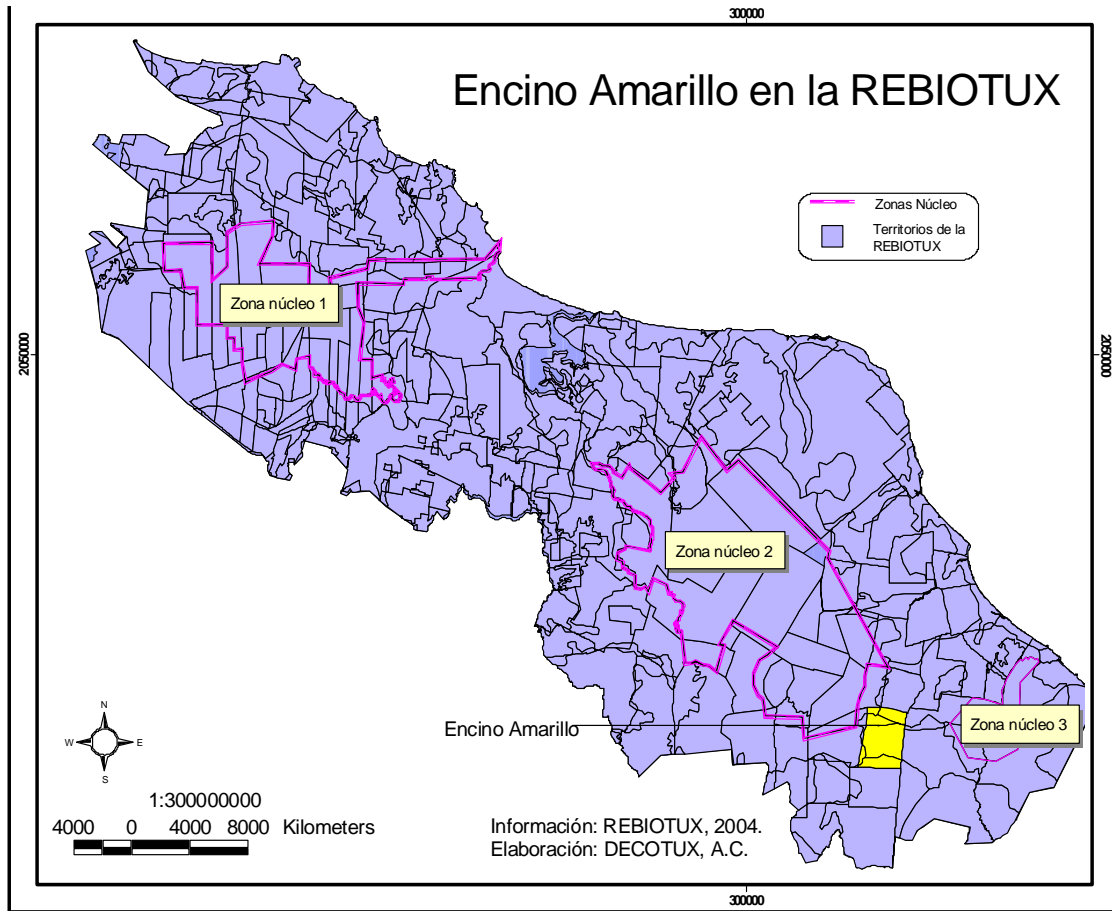 300000
Encino Amarillo en la REBIOTUX
Zonas Núcleo
Territorios de la
REBIOTUX
Zona núcleo 1
2050000
2050000
Zona núcleo 2
Zona núcleo 3
Encino Amarillo
N
W
E
S
1:300000000
4000 0 4000 8000 Kilometers
Información: REBIOTUX, 2004.
Elaboración: DECOTUX, A.C.
300000